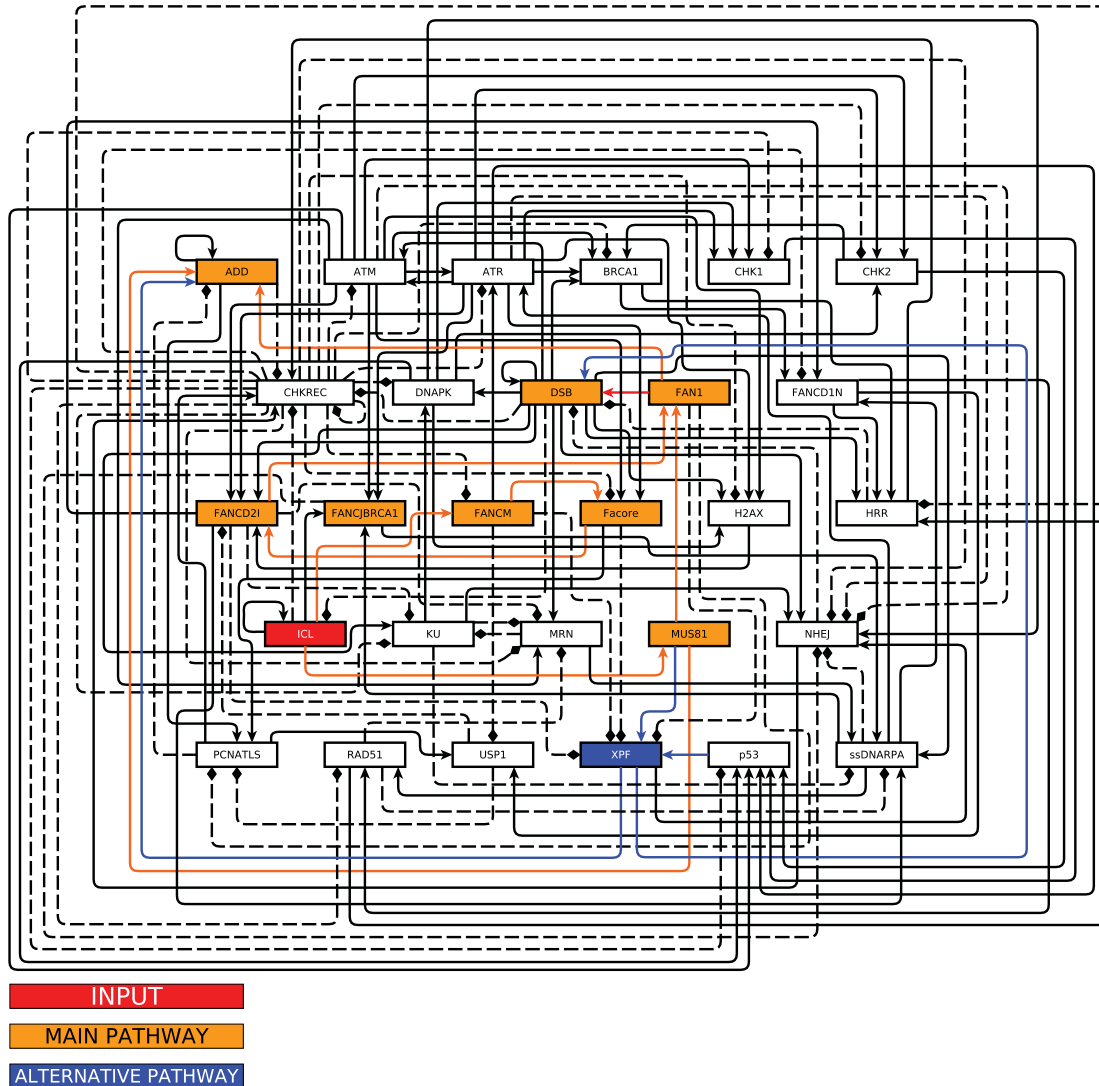 ADD
ATM
ATR
BRCA1
CHK1
CHK2
CHKREC
DNAPK
DSB
FAN1
FANCD1N
FANCD2I
FANCJBRCA1
FANCM
Facore
H2AX
HRR
ICL
KU
MRN
MUS81
NHEJ
PCNATLS
RAD51
USP1
XPF
p53
ssDNARPA
INPUT
MAIN PATHWAY
ALTERNATIVE PATHWAY